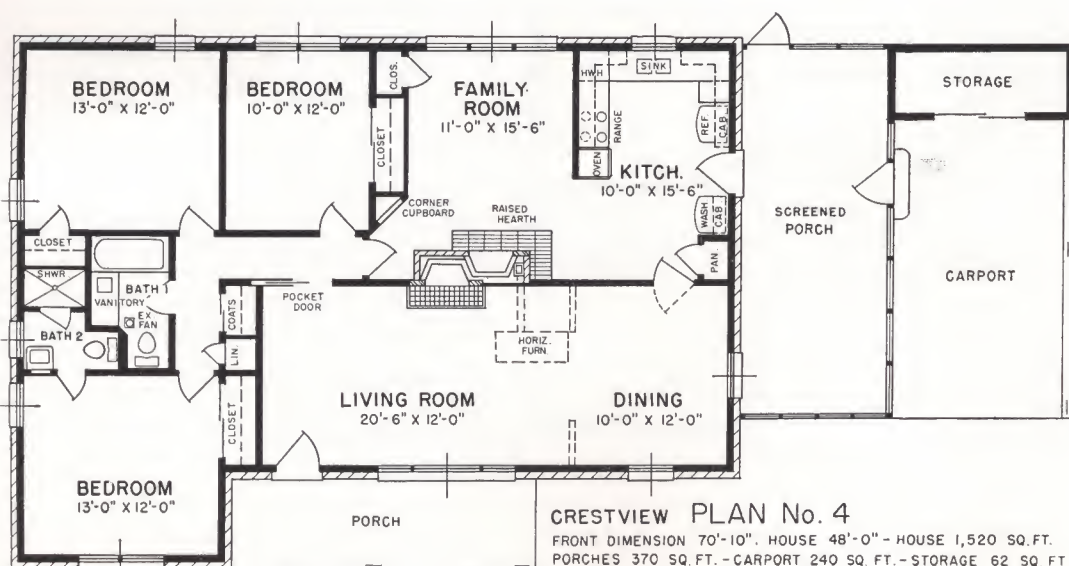 BEDROOM
13'-0" X 12'-0"
BEDROOM
10'-0" X 12'-0"
CLOS.
CLOSET
FAMILY
ROOM
11'-0" X 15'-6"
HWH
SINK
RANGE
OVEN
REF.
CAB.
KITCH.
10'-0" X 15'-6"
WASH
CAB
PAN.
STORAGE
SCREENED
PORCH
CARPORT
CORNER
CUPBOARD
RAISED
HEARTH
CLOSET
SHWR
VANITORY
BATH 1
EX
FAN
BATH 2
COATS
LIN.
POCKET
DOOR
HORIZ.
FURN.
LIVING ROOM
20'-6" X 12'-0"
DINING
10'-0" X 12'-0"
CLOSET
BEDROOM
13'-0" X 12'-0"
PORCH
CRESTVIEW PLAN No. 4
FRONT DIMENSION 70'-10". HOUSE 48'-0" - HOUSE 1,520 SQ. FT.
PORCHES 370 SQ. FT. - CARPORT 240 SQ. FT. - STORAGE 62 SQ FT